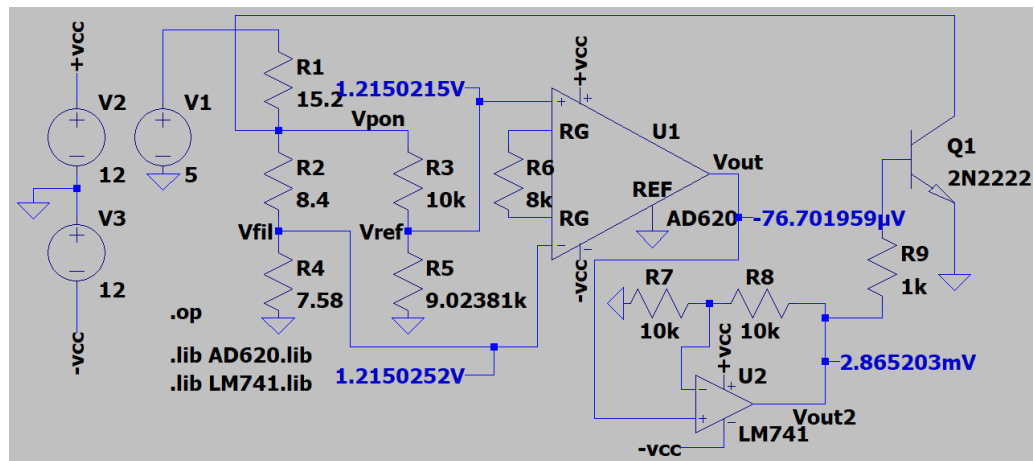 +vcc
V2
12
V3
12
-vcc
V1
5
R1
15.2
1.2150215V
Vpon
R2
8.4
R3
10k
Vfil
Vref
R4
7.58
R5
9.02381k
.op
.lib AD620.lib
.lib LM741.lib
1.2150252V
+vcc
+
+
RG
R6
8k
RG
-
-
-vcc
U1
REF
AD620
Vout
-76.701959µV
Q1
2N2222
R9
1k
R7
10k
R8
10k
+vcc
U2
-
+
+
-
LM741
-vcc
Vout2
2.865203mV